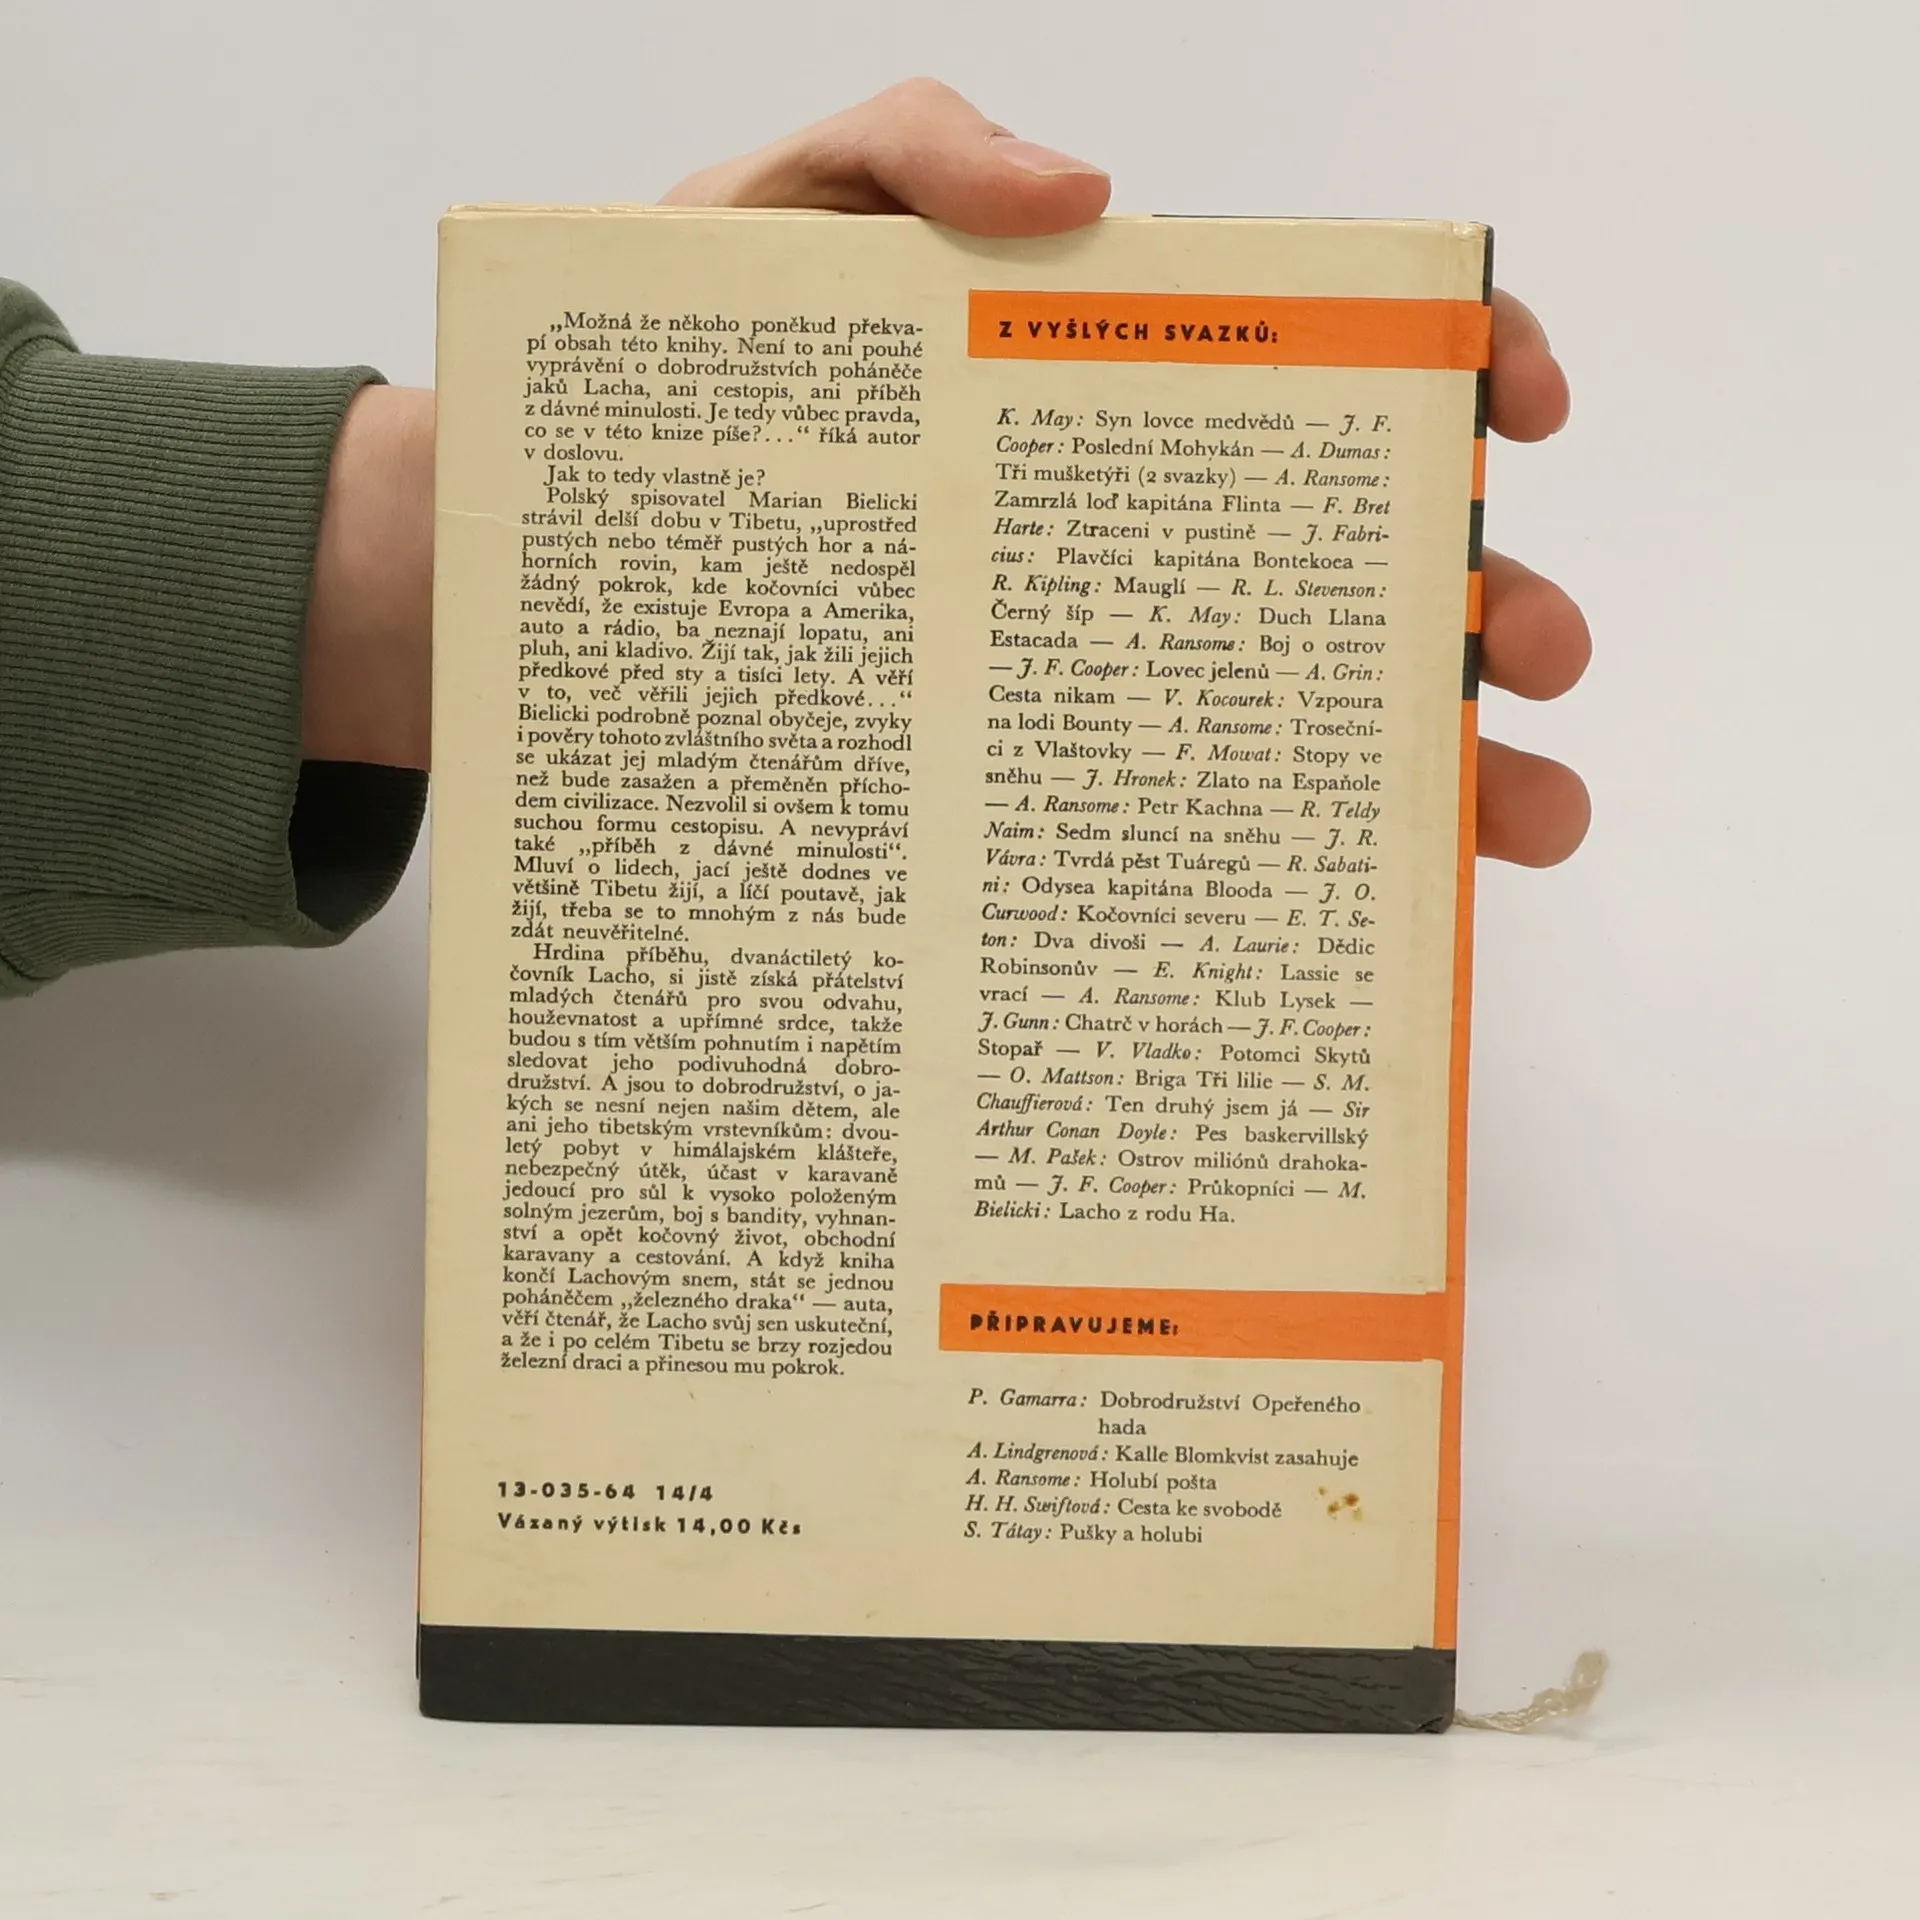 „Možná že někoho poněkud překva-
pí obsah této knihy. Není to ani pouhé
vyprávění o dobrodružstvích poháněče
jaků Lacha, ani cestopis, ani příběh
z dávné minulosti. Je tedy vůbec pravda,
co se v této knize píše?...“ říká autor
v doslovu.
Jak to tedy vlastně je?
Polský spisovatel Marian Bielicki
strávil delší dobu v Tibetu, „uprostřed
pustých nebo téměř pustých hor a ná-
horních rovin, kam ještě nedospěl
žádný pokrok, kde kočovníci vůbec
nevědí, že existuje Evropa a Amerika,
auto a rádio, ba neznají lopatu, ani
pluh, ani kladivo. Žijí tak, jak žili jejich
předkové před sty a tisíci lety. A věří
v to, več věřili jejich předkové...“
Bielicki podrobně poznal obyčeje, zvyky
i pověry tohoto zvláštního světa a rozhodl
se ukázat jej mladým čtenářům dříve,
než bude zasažen a přeměněn přícho-
dem civilizace. Nezvolil si ovšem k tomu
suchou formu cestopisu. A nevypráví
také „příběh z dávné minulosti“.
Mluví o lidech, jací ještě dodnes ve
většině Tibetu žijí, a líčí poutavě, jak
žijí, třeba se to mnohým z nás bude
zdát neuvěřitelné.
Hrdina příběhu, dvanáctiletý ko-
čovník Lacho, si jistě získá přátelství
mladých čtenářů pro svou odvahu,
houževnatost a upřímné srdce, takže
budou s tím větším pohnutím i napětím
sledovat jeho podivuhodná dobro-
družství. A jsou to dobrodružství, o ja-
kých se nesní nejen našim dětem, ale
ani jeho tibetským vrstevníkům: dvou-
letý pobyt v himálajském klášteře,
nebezpečný útěk, účast v karavaně
jedoucí pro sůl k vysoko položeným
solným jezerům, boj s bandity, vyhnan-
ství a opět kočovný život, obchodní
karavany a cestování. A když kniha
končí Lachovým snem, stát se jednou
poháněčem „železného draka“ — auta,
věří čtenář, že Lacho svůj sen uskuteční,
a že i po celém Tibetu se brzy rozjedou
železní draci a přinesou mu pokrok.
13-035-64 14/4
Vázaný výtisk 14,00 Kčs
Z VYŠLÝCH SVAZKŮ:
K. May: Syn lovce medvědů — J. F.
Cooper: Poslední Mohykán — A. Dumas:
Tři mušketýři (2 svazky) — A. Ransome:
Zamrzlá loď kapitána Flinta — F. Bret
Harte: Ztraceni v pustině — J. Fabri-
cius: Plavčíci kapitána Bontekoea —
R. Kipling: Mauglí — R. L. Stevenson:
Černý šíp — K. May: Duch Llana
Estacada — A. Ransome: Boj o ostrov
— J. F. Cooper: Lovec jelenů — A. Grin:
Cesta nikam — V. Kocourek: Vzpoura
na lodi Bounty — A. Ransome: Troseční-
ci z Vlaštovky — F. Mowat: Stopy ve
sněhu — J. Hronek: Zlato na Espaňole
— A. Ransome: Petr Kachna — R. Teldy
Naim: Sedm sluncí na sněhu — J. R.
Vávra: Tvrdá pěst Tuáregů — R. Sabati-
ni: Odysea kapitána Blooda — J. O.
Curwood: Kočovníci severu — E. T. Se-
ton: Dva divoši — A. Laurie: Dědic
Robinsonův — E. Knight: Lassie se
vrací — A. Ransome: Klub Lysek —
J. Gunn: Chatrč v horách — J. F. Cooper:
Stopař — V. Vladko: Potomci Skytů
— O. Mattson: Briga Tři lilie — S. M.
Chauffierová: Ten druhý jsem já — Sir
Arthur Conan Doyle: Pes baskervillský
— M. Pašek: Ostrov miliónů drahoka-
mů — J. F. Cooper: Průkopníci — M.
Bielicki: Lacho z rodu Ha.
PŘIPRAVUJEME:
P. Gamarra: Dobrodružství Opeřeného
hada
A. Lindgrenová: Kalle Blomkvist zasahuje
A. Ransome: Holubí pošta
H. H. Swiftová: Cesta ke svobodě
S. Tátay: Pušky a holubi